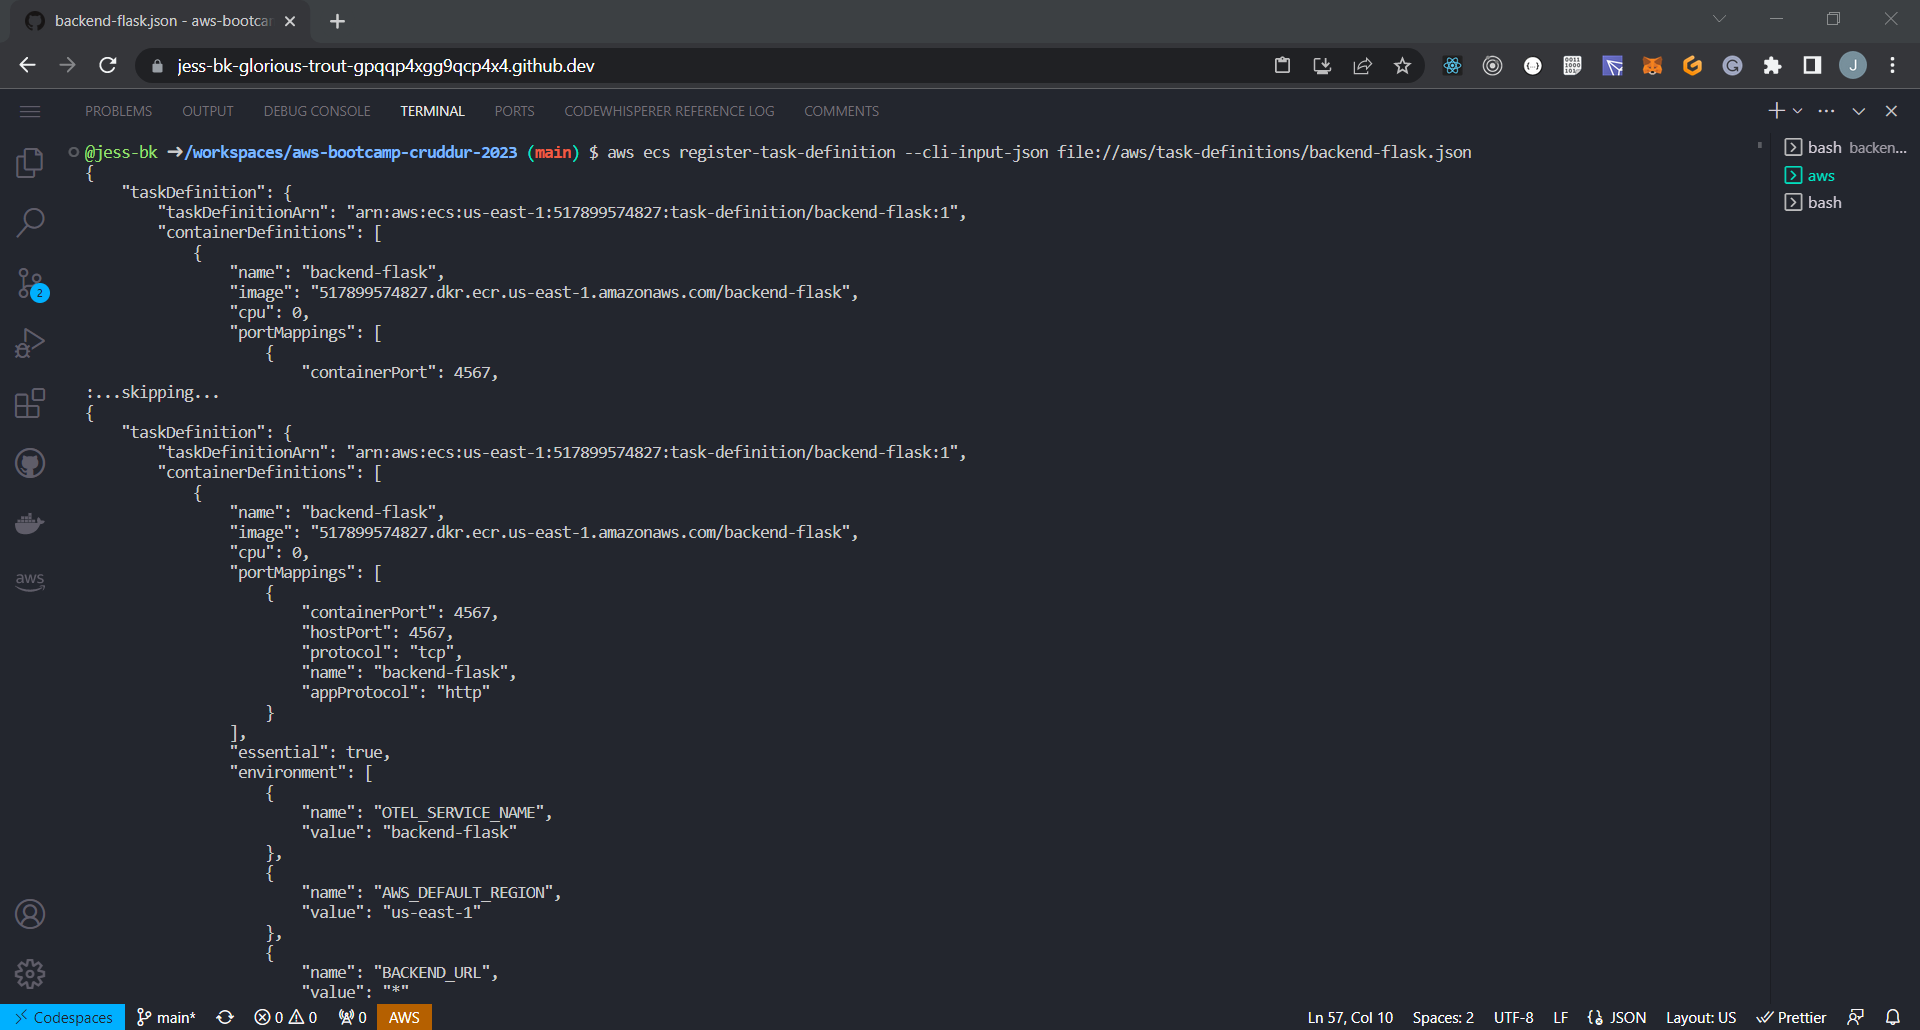 backend-flask.json - aws-bootcar
jess-bk-glorious-trout-gpqqp4xgg9qcp4x4.github.dev
J
PROBLEMS OUTPUT DEBUG CONSOLE TERMINAL PORTS CODEWHISPERER REFERENCE LOG COMMENTS
@jess-bk ➜/workspaces/aws-bootcamp-cruddur-2023 (main) $ aws ecs register-task-definition --cli-input-json file://aws/task-definitions/backend-flask.json
{
    "taskDefinition": {
        "taskDefinitionArn": "arn:aws:ecs:us-east-1:517899574827:task-definition/backend-flask:1",
        "containerDefinitions": [
            {
                "name": "backend-flask",
                "image": "517899574827.dkr.ecr.us-east-1.amazonaws.com/backend-flask",
                "cpu": 0,
                "portMappings": [
                    {
                        "containerPort": 4567,
:...skipping...
{
    "taskDefinition": {
        "taskDefinitionArn": "arn:aws:ecs:us-east-1:517899574827:task-definition/backend-flask:1",
        "containerDefinitions": [
            {
                "name": "backend-flask",
                "image": "517899574827.dkr.ecr.us-east-1.amazonaws.com/backend-flask",
                "cpu": 0,
                "portMappings": [
                    {
                        "containerPort": 4567,
                        "hostPort": 4567,
                        "protocol": "tcp",
                        "name": "backend-flask",
                        "appProtocol": "http"
                    }
                ],
                "essential": true,
                "environment": [
                    {
                        "name": "OTEL_SERVICE_NAME",
                        "value": "backend-flask"
                    },
                    {
                        "name": "AWS_DEFAULT_REGION",
                        "value": "us-east-1"
                    },
                    {
                        "name": "BACKEND_URL",
                        "value": "*"
bash backen...
aws
bash
2
aws
Codespaces main* 0 0 0 AWS Ln 57, Col 10 Spaces: 2 UTF-8 LF JSON Layout: US Prettier